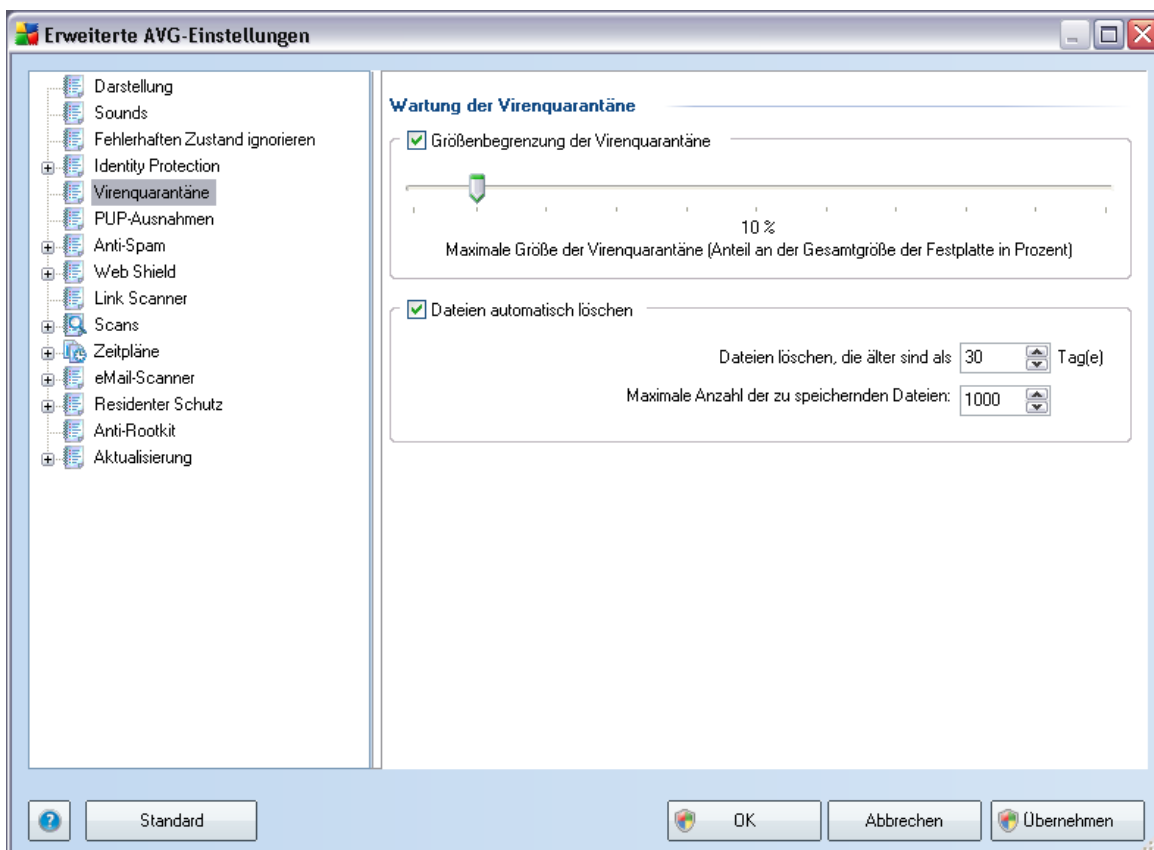 Erweiterte AVG-Einstellungen
Darstellung
Sounds
Fehlerhaften Zustand ignorieren
Identity Protection
Virenquarantäne
PUP-Ausnahmen
Anti-Spam
Web Shield
Link Scanner
Scans
Zeitpläne
eMail-Scanner
Residenter Schutz
Anti-Rootkit
Aktualisierung
Wartung der Virenquarantäne
Größenbegrenzung der Virenquarantäne
10 %
Maximale Größe der Virenquarantäne (Anteil an der Gesamtgröße der Festplatte in Prozent)
Dateien automatisch löschen
Dateien löschen, die älter sind als 30 Tag(e)
Maximale Anzahl der zu speichernden Dateien: 1000
Standard
OK
Abbrechen
Übernehmen